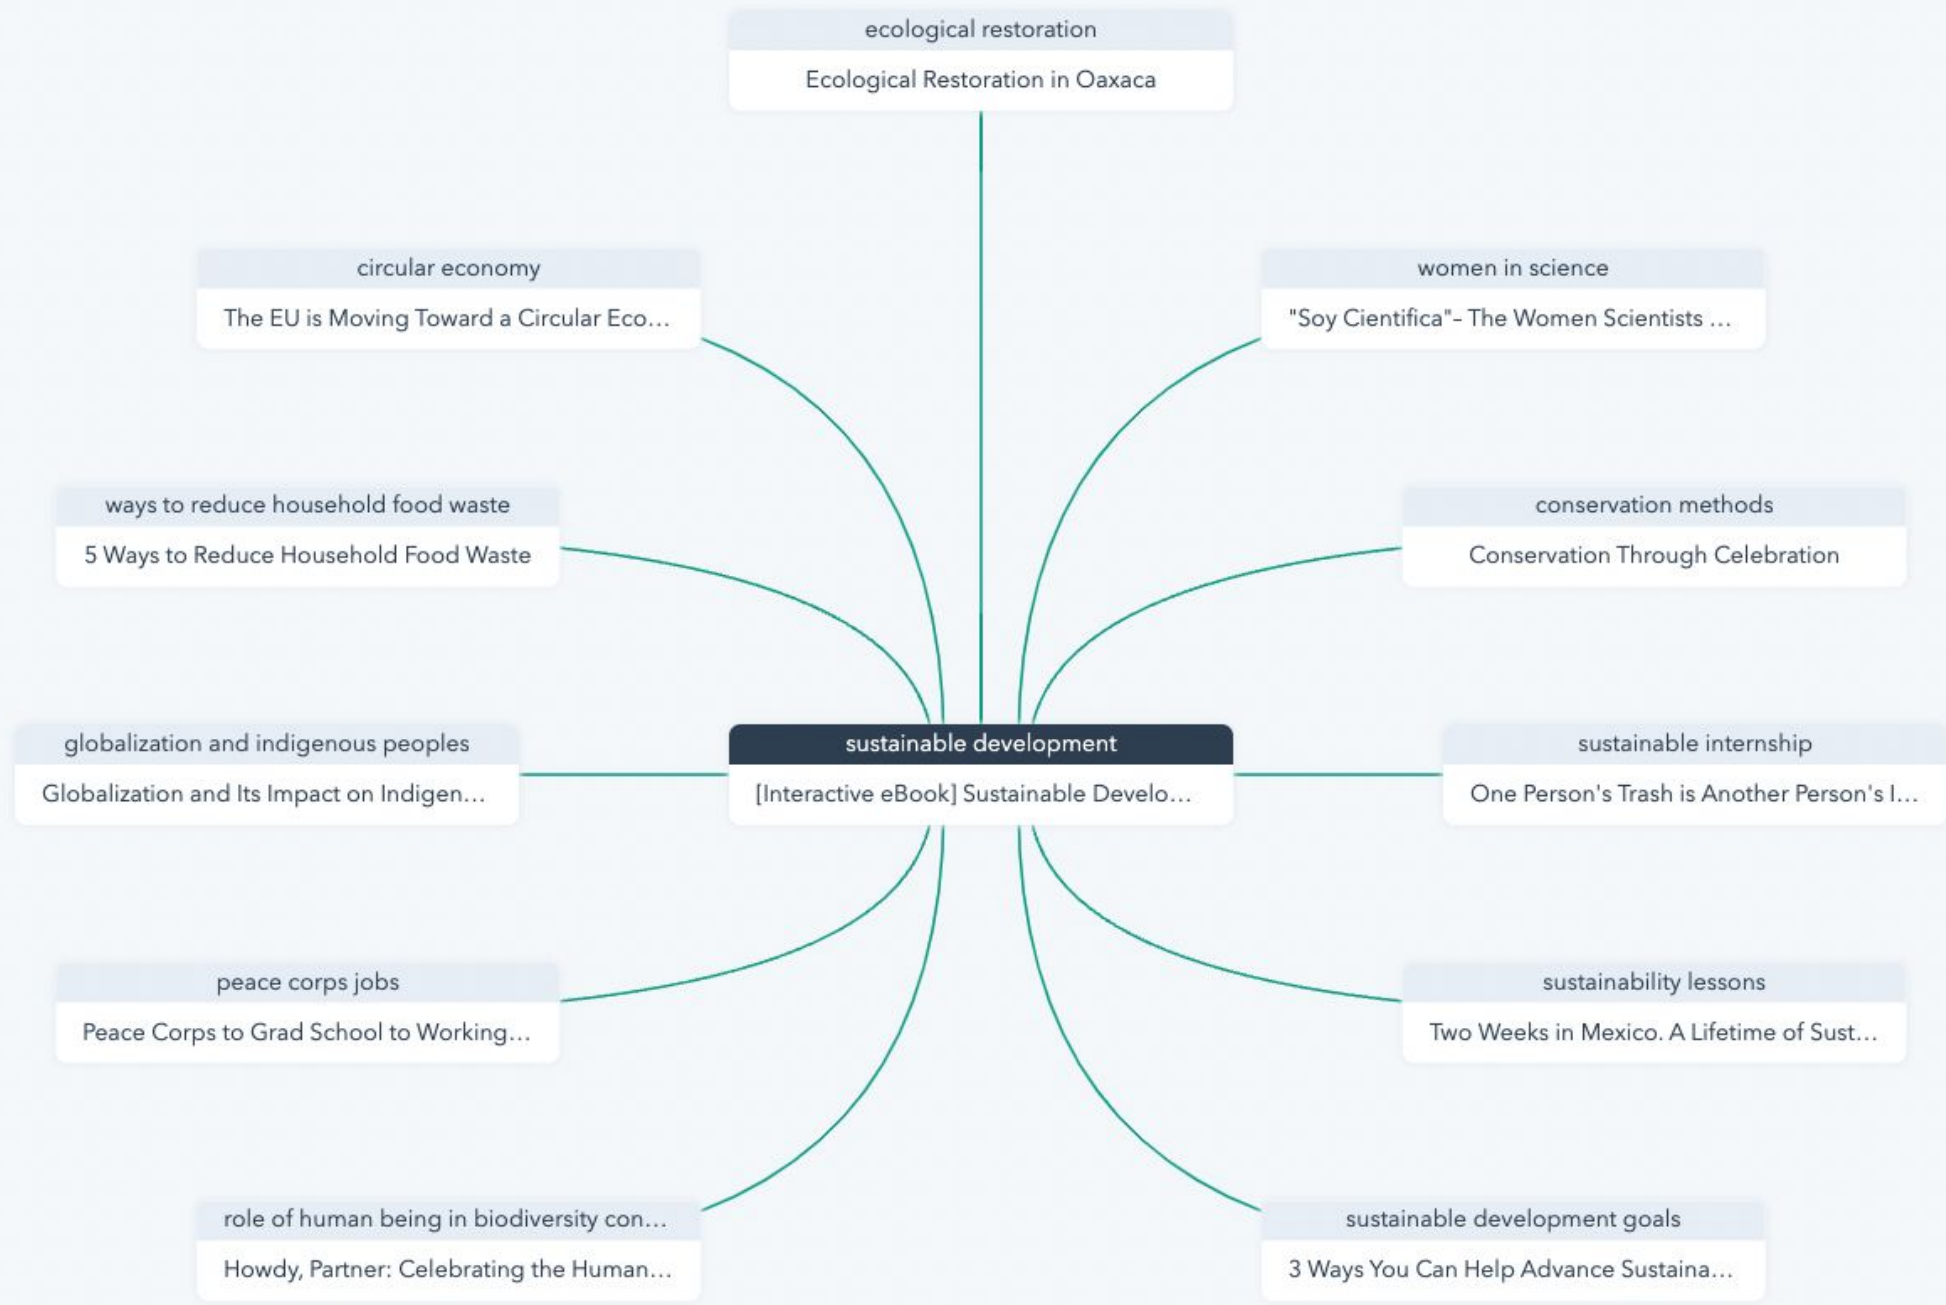 ecological restoration
Ecological Restoration in Oaxaca
circular economy
The EU is Moving Toward a Circular Eco…
women in science
"Soy Cientifica"– The Women Scientists …
ways to reduce household food waste
5 Ways to Reduce Household Food Waste
conservation methods
Conservation Through Celebration
globalization and indigenous peoples
Globalization and Its Impact on Indigen…
sustainable development
[Interactive eBook] Sustainable Develo…
sustainable internship
One Person's Trash is Another Person's I…
peace corps jobs
Peace Corps to Grad School to Working…
sustainability lessons
Two Weeks in Mexico. A Lifetime of Sust…
role of human being in biodiversity con…
Howdy, Partner: Celebrating the Human…
sustainable development goals
3 Ways You Can Help Advance Sustaina…